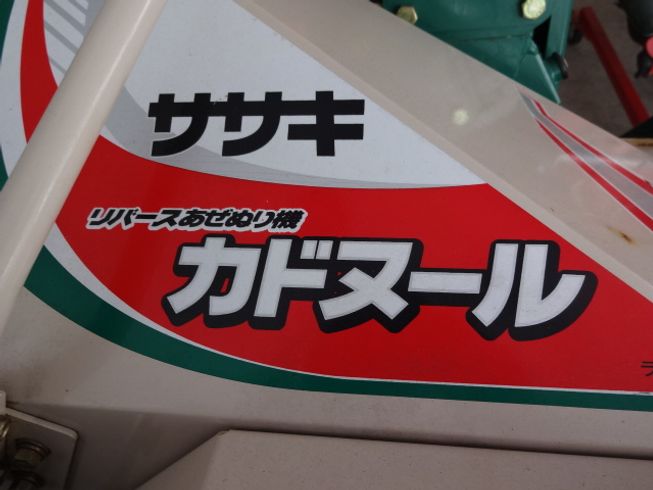 ササキ
リバースあぜぬり機
カドヌール